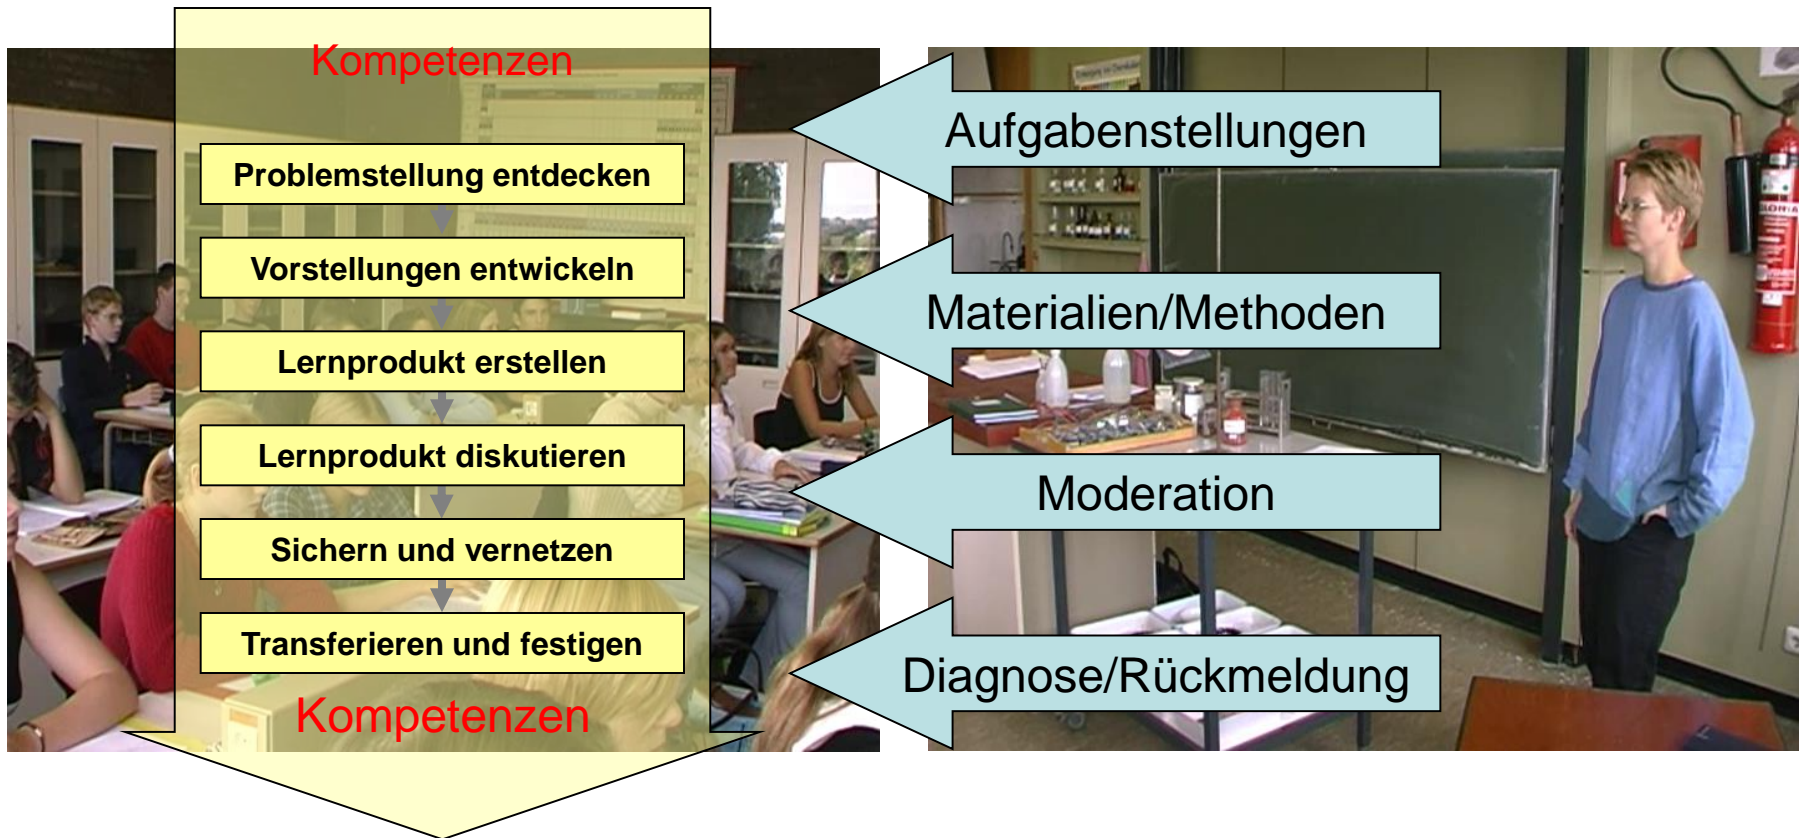 Kompetenzen
Problemstellung entdecken
Vorstellungen entwickeln
Lernprodukt erstellen
Lernprodukt diskutieren
Sichern und vernetzen
Transferieren und festigen
Kompetenzen
Aufgabenstellungen
Materialien/Methoden
Moderation
Diagnose/Rückmeldung
GLORIA